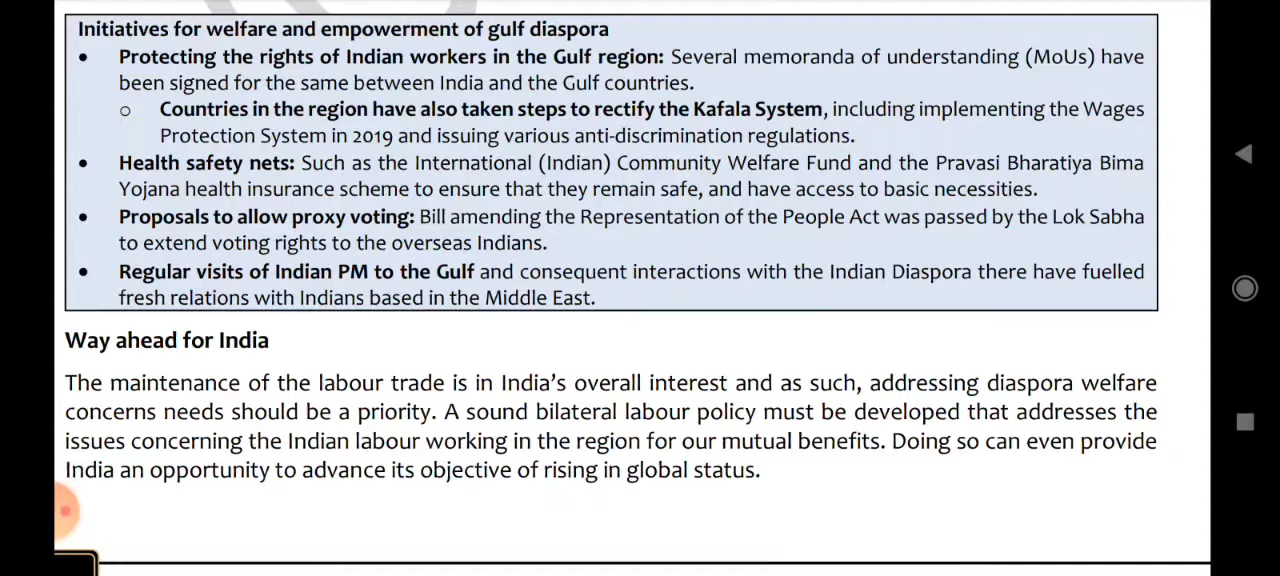 Initiatives for welfare and empowerment of gulf diaspora
• Protecting the rights of Indian workers in the Gulf region: Several memoranda of understanding (MoUs) have
been signed for the same between India and the Gulf countries.
o Countries in the region have also taken steps to rectify the Kafala System, including implementing the Wages
Protection System in 2019 and issuing various anti-discrimination regulations.
• Health safety nets: Such as the International (Indian) Community Welfare Fund and the Pravasi Bharatiya Bima
Yojana health insurance scheme to ensure that they remain safe, and have access to basic necessities.
• Proposals to allow proxy voting: Bill amending the Representation of the People Act was passed by the Lok Sabha
to extend voting rights to the overseas Indians.
• Regular visits of Indian PM to the Gulf and consequent interactions with the Indian Diaspora there have fuelled
fresh relations with Indians based in the Middle East.
Way ahead for India
The maintenance of the labour trade is in India's overall interest and as such, addressing diaspora welfare
concerns needs should be a priority. A sound bilateral labour policy must be developed that addresses the
issues concerning the Indian labour working in the region for our mutual benefits. Doing so can even provide
India an opportunity to advance its objective of rising in global status.